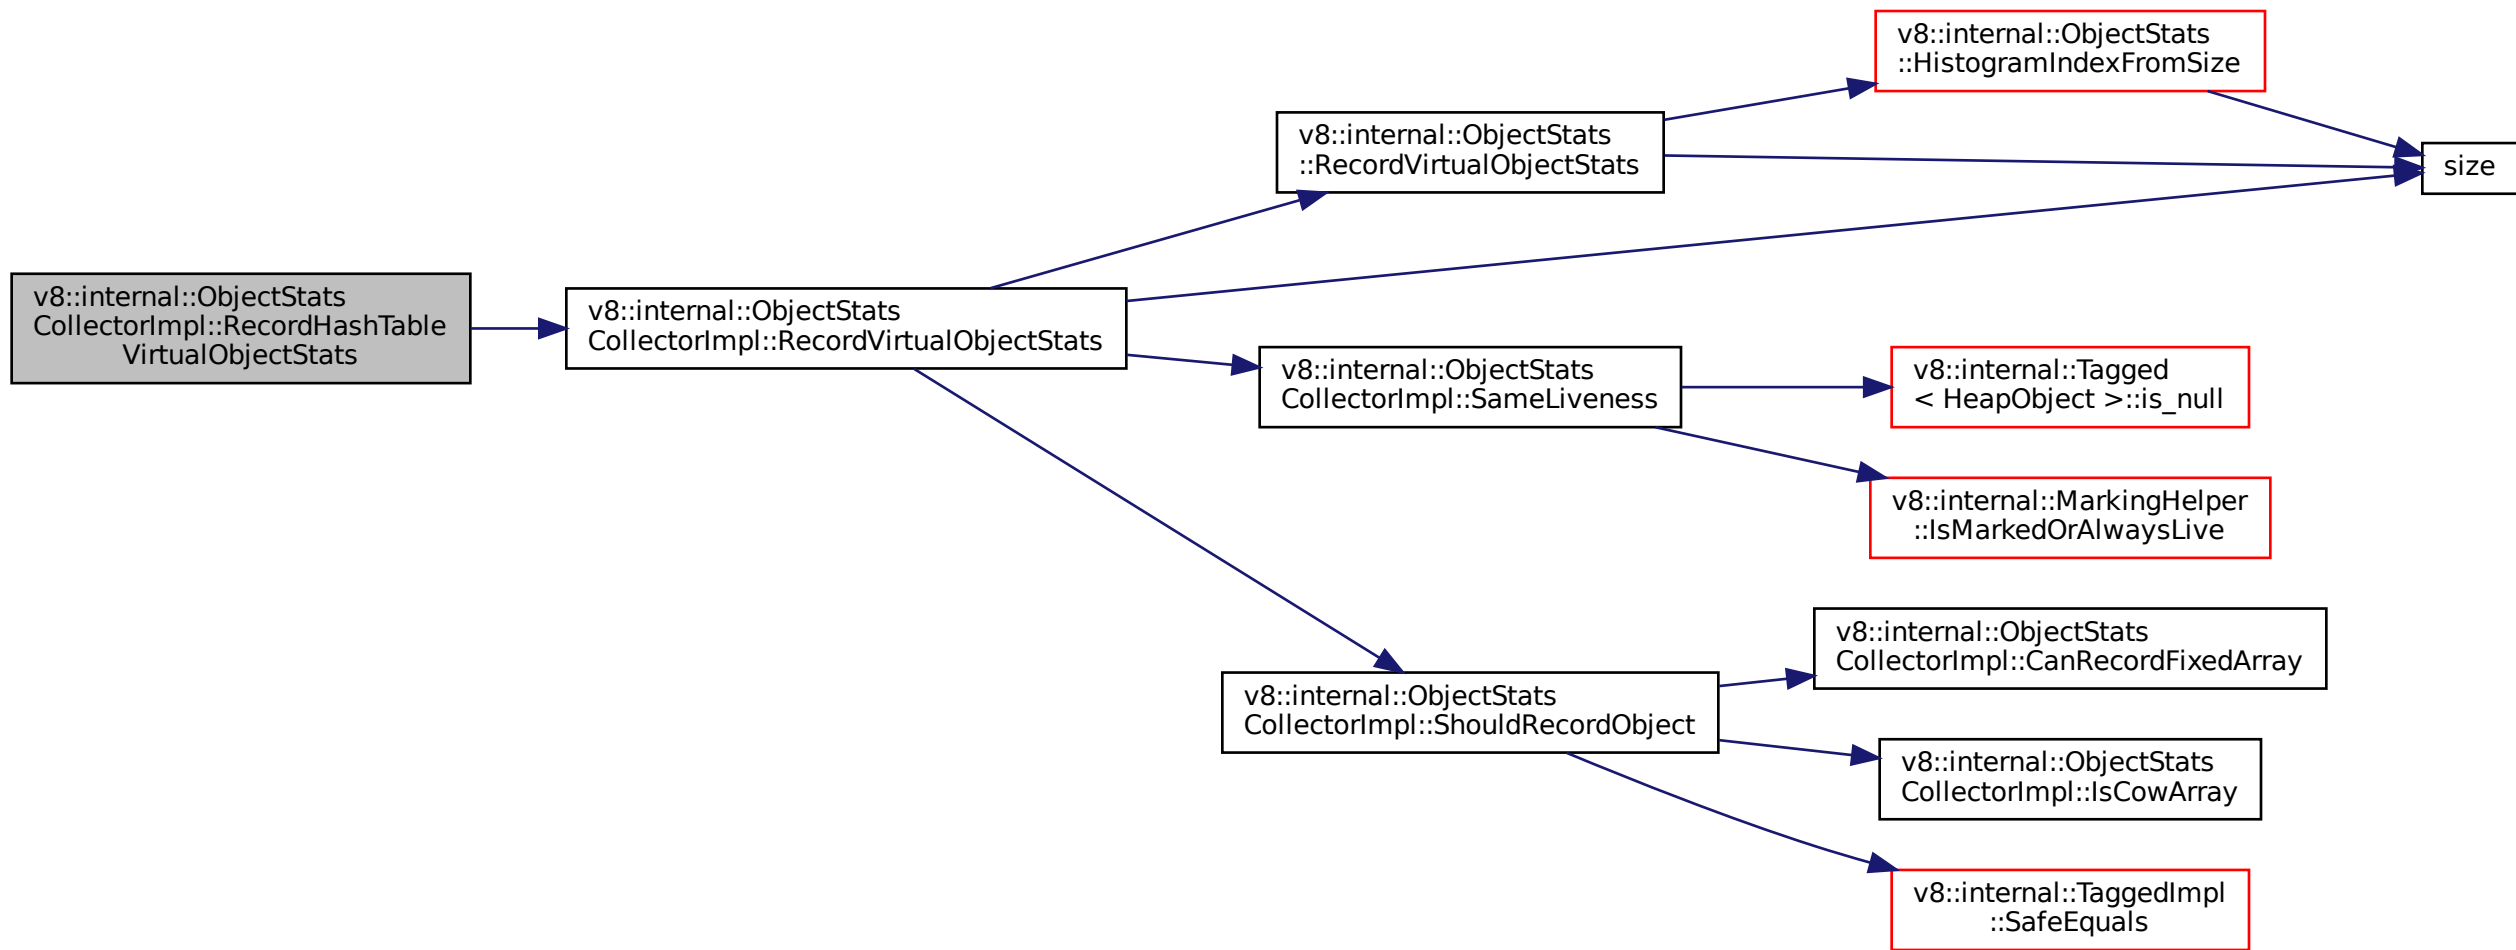 v8::internal::ObjectStats
CollectorImpl::RecordHashTable
VirtualObjectStats
v8::internal::ObjectStats
CollectorImpl::RecordVirtualObjectStats
v8::internal::ObjectStats
::RecordVirtualObjectStats
v8::internal::ObjectStats
::HistogramIndexFromSize
size
v8::internal::ObjectStats
CollectorImpl::SameLiveness
v8::internal::Tagged
< HeapObject >::is_null
v8::internal::MarkingHelper
::IsMarkedOrAlwaysLive
v8::internal::ObjectStats
CollectorImpl::ShouldRecordObject
v8::internal::ObjectStats
CollectorImpl::CanRecordFixedArray
v8::internal::ObjectStats
CollectorImpl::IsCowArray
v8::internal::TaggedImpl
::SafeEquals